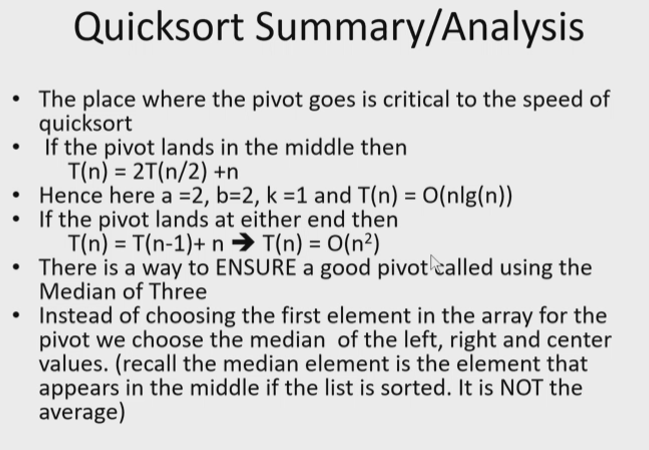 Quicksort Summary/Analysis
• The place where the pivot goes is critical to the speed of
quicksort
• If the pivot lands in the middle then
T(n) = 2T(n/2) +n
• Hence here a =2, b=2, k =1 and T(n) = O(nlg(n))
• If the pivot lands at either end then
T(n) = T(n-1)+ n ➔ T(n) = O(n²)
• There is a way to ENSURE a good pivot called using the
Median of Three
• Instead of choosing the first element in the array for the
pivot we choose the median of the left, right and center
values. (recall the median element is the element that
appears in the middle if the list is sorted. It is NOT the
average)